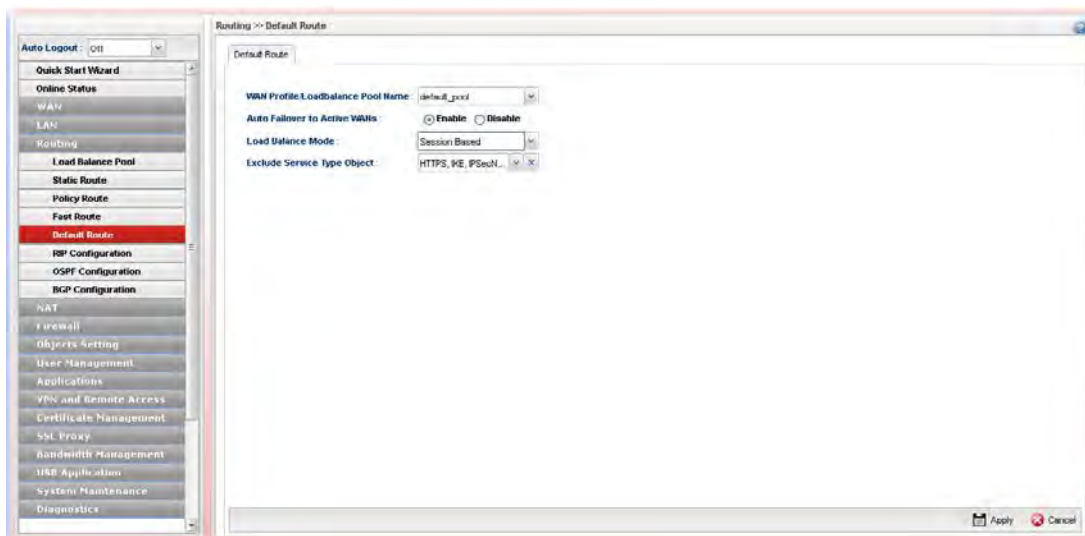 Routing >> Default Route
Auto Logout : Off
Default Route
Quick Start Wizard
Online Status
WAN
LAN
Routing
Load Balance Pool
Static Route
Policy Route
Fast Route
Default Route
RIP Configuration
OSPF Configuration
BGP Configuration
NAT
Firewall
Objects Setting
User Management
Applications
VPN and Remote Access
Certificate Management
SSL Proxy
Bandwidth Management
USB Application
System Maintenance
Diagnostics
WAN Profile/Loadbalance Pool Name : default_pool
Auto Failover to Active WANs : Enable Disable
Load Balance Mode : Session Based
Exclude Service Type Object : HTTPS, IKE, IPSecN...
Apply Cancel